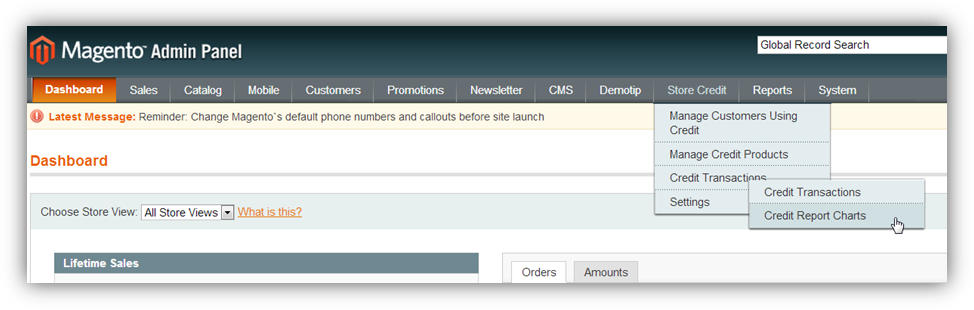 Magento Admin Panel
Global Record Search
Dashboard Sales Catalog Mobile Customers Promotions Newsletter CMS Demotip Store Credit Reports System
Latest Message: Reminder: Change Magento`s default phone numbers and callouts before site launch
Manage Customers Using
Credit
Manage Credit Products
Credit Transactions
Settings
Credit Transactions
Credit Report Charts
Dashboard
Choose Store View: All Store Views What is this?
Lifetime Sales
Orders Amounts